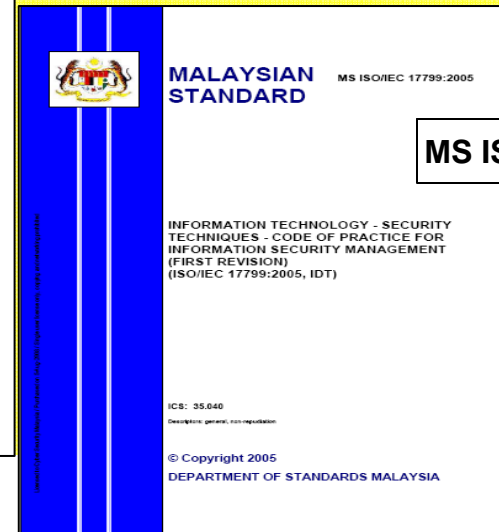 MALAYSIAN
STANDARD
MS ISO/IEC 17799:2005
MS IS
INFORMATION TECHNOLOGY - SECURITY
TECHNIQUES - CODE OF PRACTICE FOR
INFORMATION SECURITY MANAGEMENT
(FIRST REVISION)
(ISO/IEC 17799:2005, IDT)
ICS: 35.040
Descriptors: general, non-repudiation
© Copyright 2005
DEPARTMENT OF STANDARDS MALAYSIA